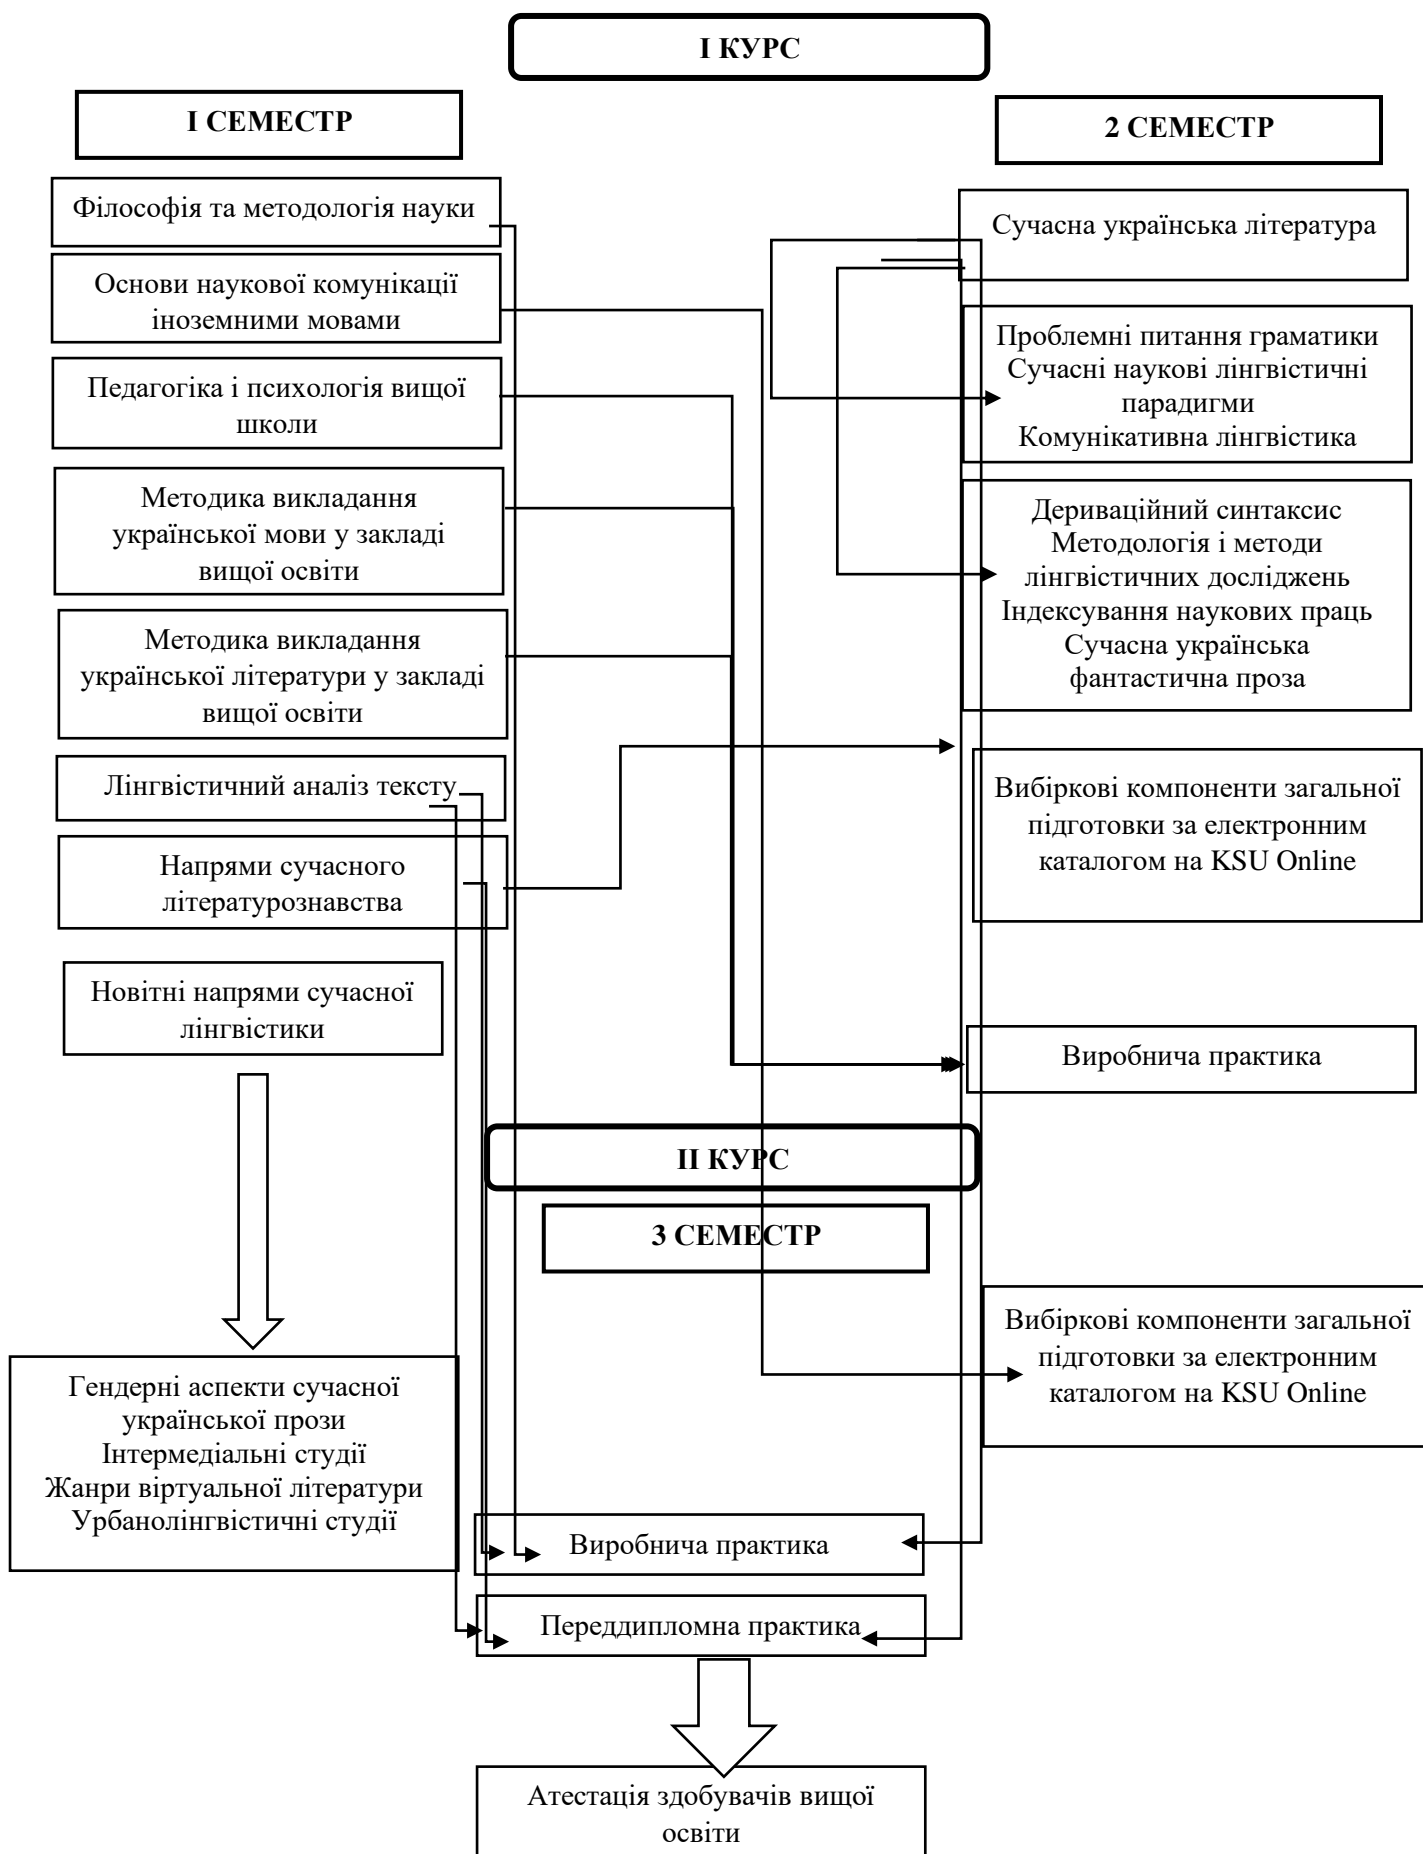 І КУРС
І СЕМЕСТР
2 СЕМЕСТР
Філософія та методологія науки
Основи наукової комунікації
іноземними мовами
Педагогіка і психологія вищої
школи
Методика викладання
української мови у закладі
вищої освіти
Методика викладання
української літератури у закладі
вищої освіти
Лінгвістичний аналіз тексту
Напрями сучасного
літературознавства
Новітні напрями сучасної
лінгвістики
Сучасна українська література
Проблемні питання граматики
Сучасні наукові лінгвістичні
парадигми
Комунікативна лінгвістика
Дериваційний синтаксис
Методологія і методи
лінгвістичних досліджень
Індексування наукових праць
Сучасна українська
фантастична проза
Вибіркові компоненти загальної
підготовки за електронним
каталогом на KSU Online
Виробнича практика
ІІ КУРС
3 СЕМЕСТР
Гендерні аспекти сучасної
української прози
Інтермедіальні студії
Жанри віртуальної літератури
Урбанолінгвістичні студії
Вибіркові компоненти загальної
підготовки за електронним
каталогом на KSU Online
Виробнича практика
Переддипломна практика
Атестація здобувачів вищої
освіти